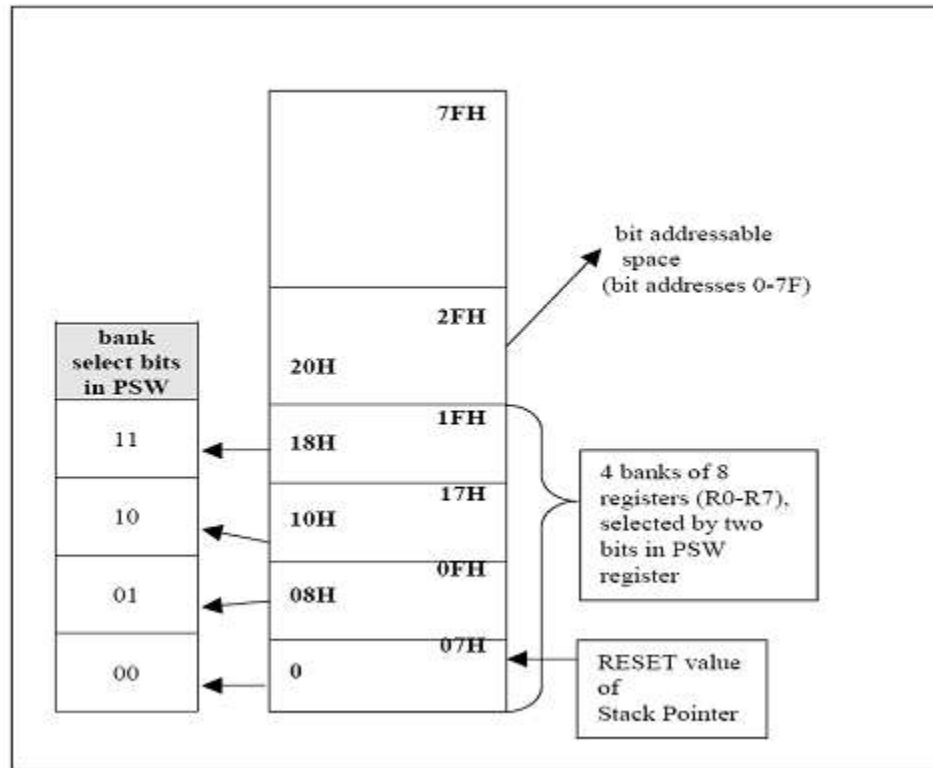 7FH
bit addressable
space
(bit addresses 0-7F)
2FH
20H
bank
select bits
in PSW
11
10
01
00
1FH
18H
17H
10H
0FH
08H
07H
0
4 banks of 8
registers (R0-R7),
selected by two
bits in PSW
register
RESET value
of
Stack Pointer